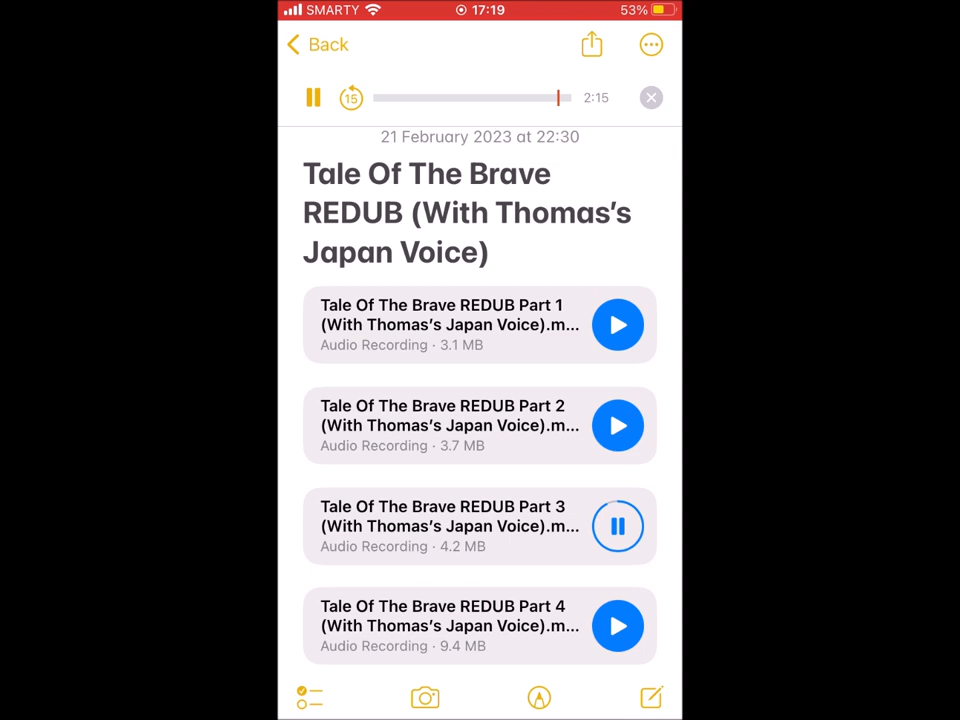 SMARTY 17:19 53%
Back
15 2:15
21 February 2023 at 22:30
Tale Of The Brave
REDUB (With Thomas’s
Japan Voice)
Tale Of The Brave REDUB Part 1
(With Thomas’s Japan Voice).m...
Audio Recording · 3.1 MB
Tale Of The Brave REDUB Part 2
(With Thomas’s Japan Voice).m...
Audio Recording · 3.7 MB
Tale Of The Brave REDUB Part 3
(With Thomas’s Japan Voice).m...
Audio Recording · 4.2 MB
Tale Of The Brave REDUB Part 4
(With Thomas’s Japan Voice).m...
Audio Recording · 9.4 MB